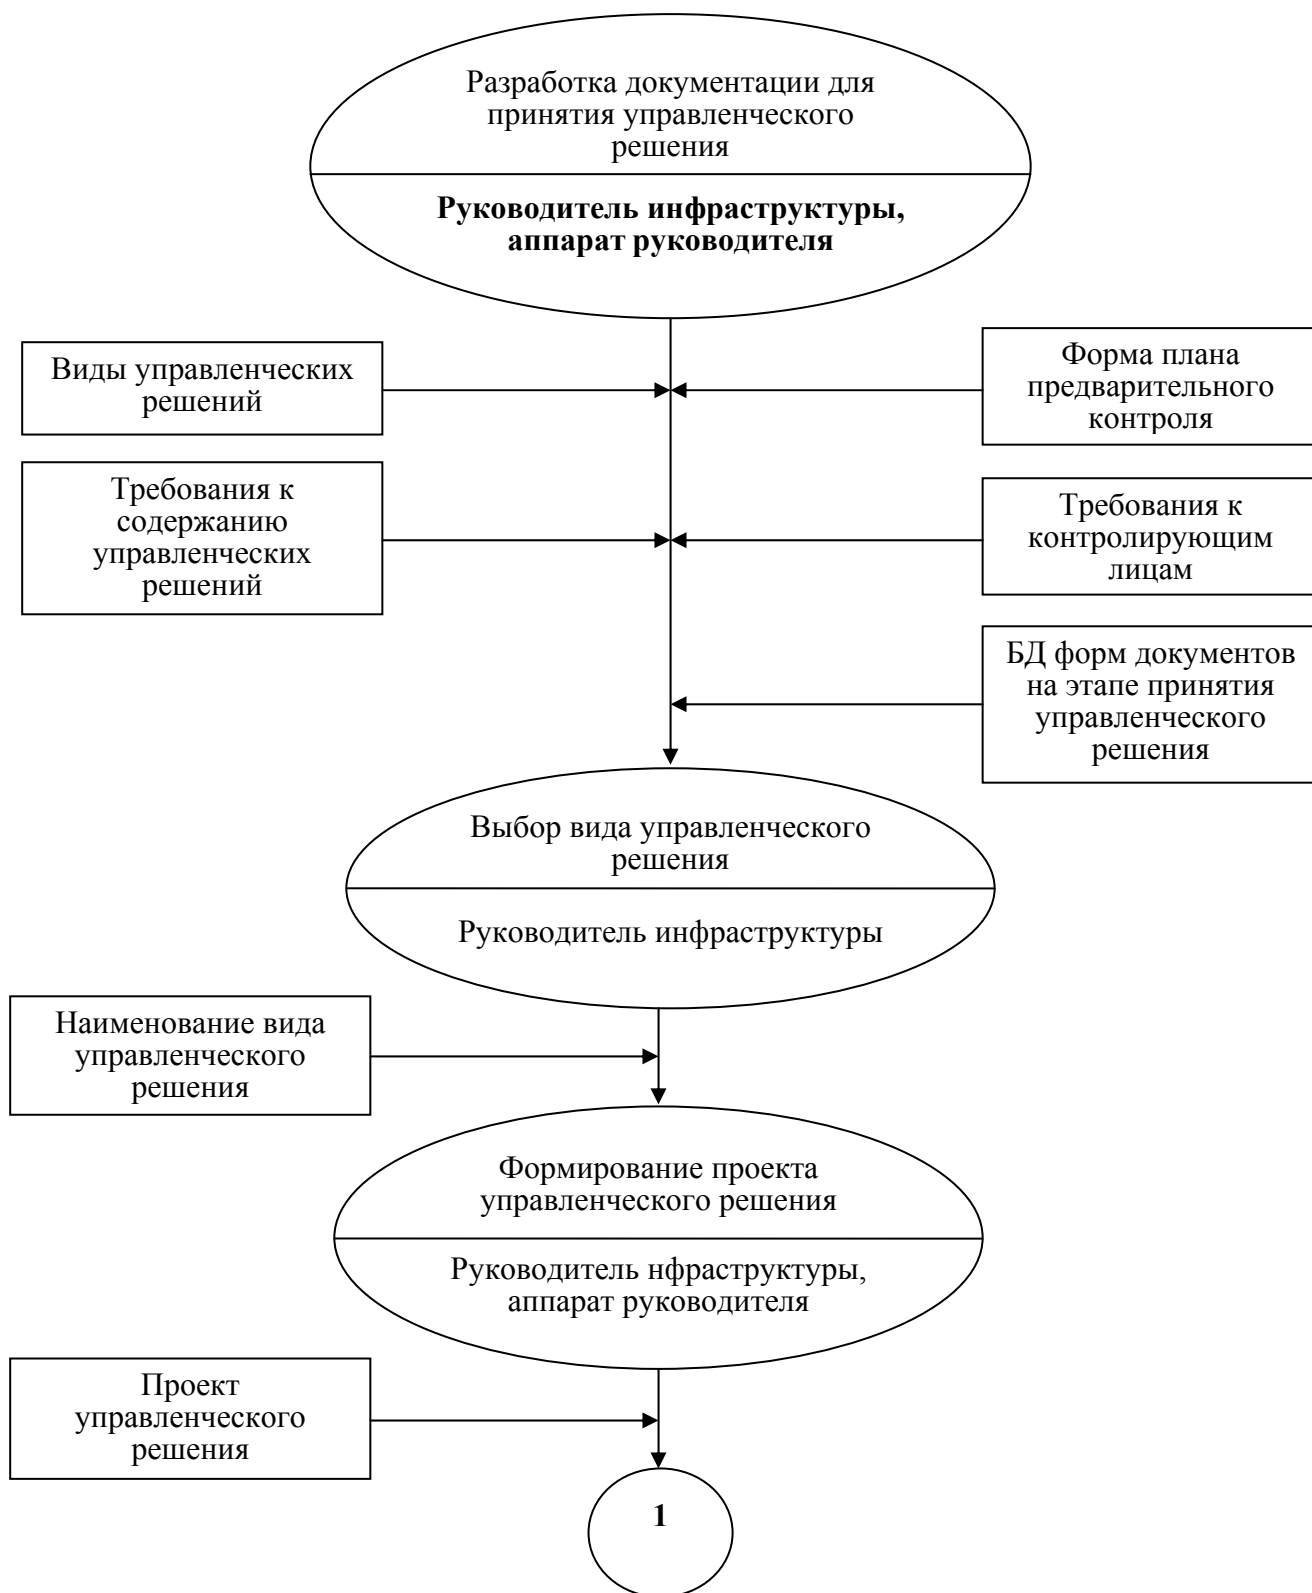 Разработка документации для
принятия управленческого
решения
Руководитель инфраструктуры,
аппарат руководителя
Виды управленческих
решений
Форма плана
предварительного
контроля
Требования к
содержанию
управленческих
решений
Требования к
контролирующим
лицам
БД форм документов
на этапе принятия
управленческого
решения
Выбор вида управленческого
решения
Руководитель инфраструктуры
Наименование вида
управленческого
решения
Формирование проекта
управленческого решения
Руководитель нфраструктуры,
аппарат руководителя
Проект
управленческого
решения
1